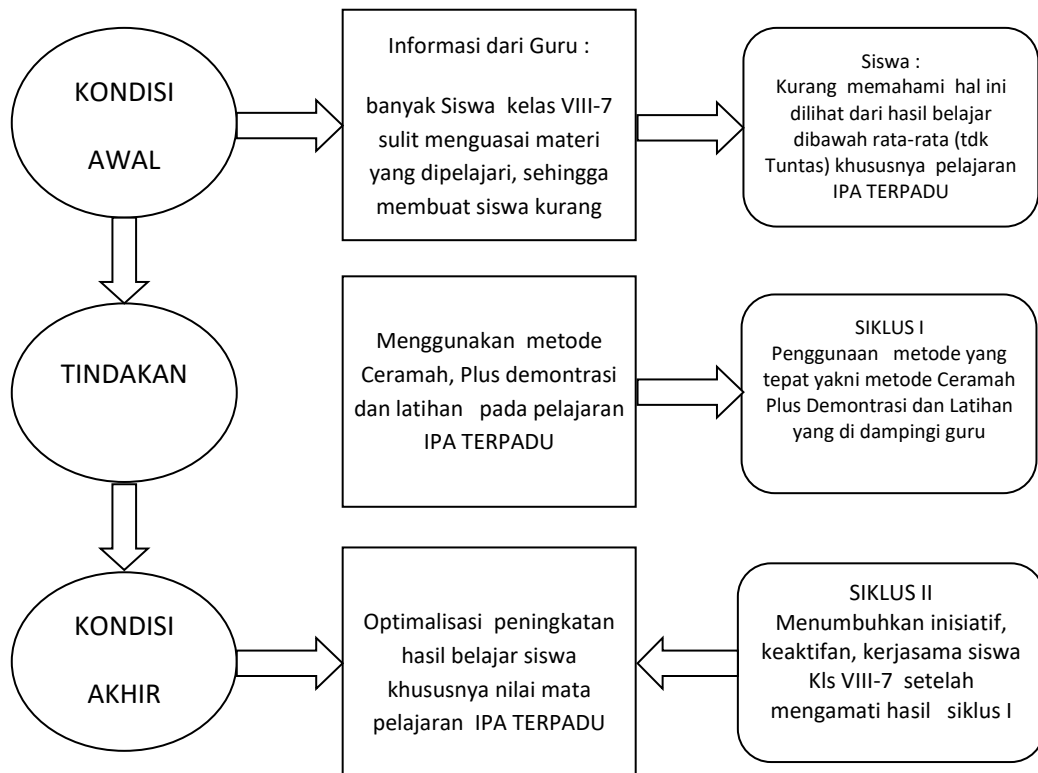 KONDISI
AWAL
Informasi dari Guru :
banyak Siswa kelas VIII-7
sulit menguasai materi
yang dipelajari, sehingga
membuat siswa kurang
Siswa :
Kurang memahami hal ini
dilihat dari hasil belajar
dibawah rata-rata (tdk
Tuntas) khususnya pelajaran
IPA TERPADU
TINDAKAN
Menggunakan metode
Ceramah, Plus demontrasi
dan latihan pada pelajaran
IPA TERPADU
SIKLUS I
Penggunaan metode yang
tepat yakni metode Ceramah
Plus Demontrasi dan Latihan
yang di dampingi guru
KONDISI
AKHIR
Optimalisasi peningkatan
hasil belajar siswa
khususnya nilai mata
pelajaran IPA TERPADU
SIKLUS II
Menumbuhkan inisiatif,
keaktifan, kerjasama siswa
Kls VIII-7 setelah
mengamati hasil siklus I